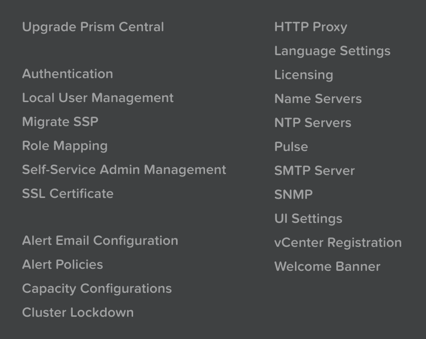 Upgrade Prism Central
Authentication
Local User Management
Migrate SSP
Role Mapping
Self-Service Admin Management
SSL Certificate
Alert Email Configuration
Alert Policies
Capacity Configurations
Cluster Lockdown
HTTP Proxy
Language Settings
Licensing
Name Servers
NTP Servers
Pulse
SMTP Server
SNMP
UI Settings
vCenter Registration
Welcome Banner